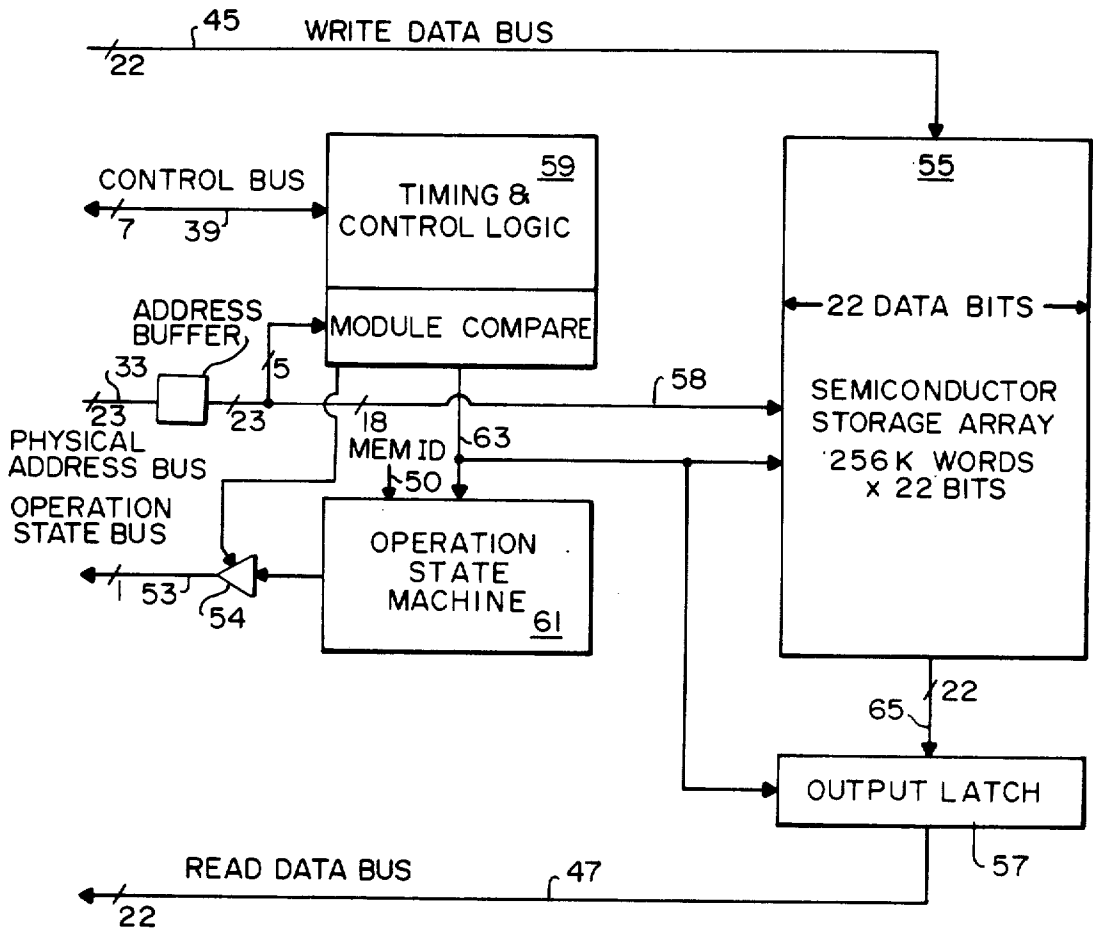 45
WRITE DATA BUS
22
59
TIMING &
CONTROL LOGIC
55
CONTROL BUS
7
39
ADDRESS
BUFFER
MODULE COMPARE
22 DATA BITS
5
33
23
23
18
58
SEMICONDUCTOR
STORAGE ARRAY
256K WORDS
x 22 BITS
PHYSICAL
ADDRESS BUS
MEM ID
63
50
OPERATION
STATE BUS
OPERATION
STATE
MACHINE
61
1
53
54
22
65
OUTPUT LATCH
57
READ DATA BUS
47
22